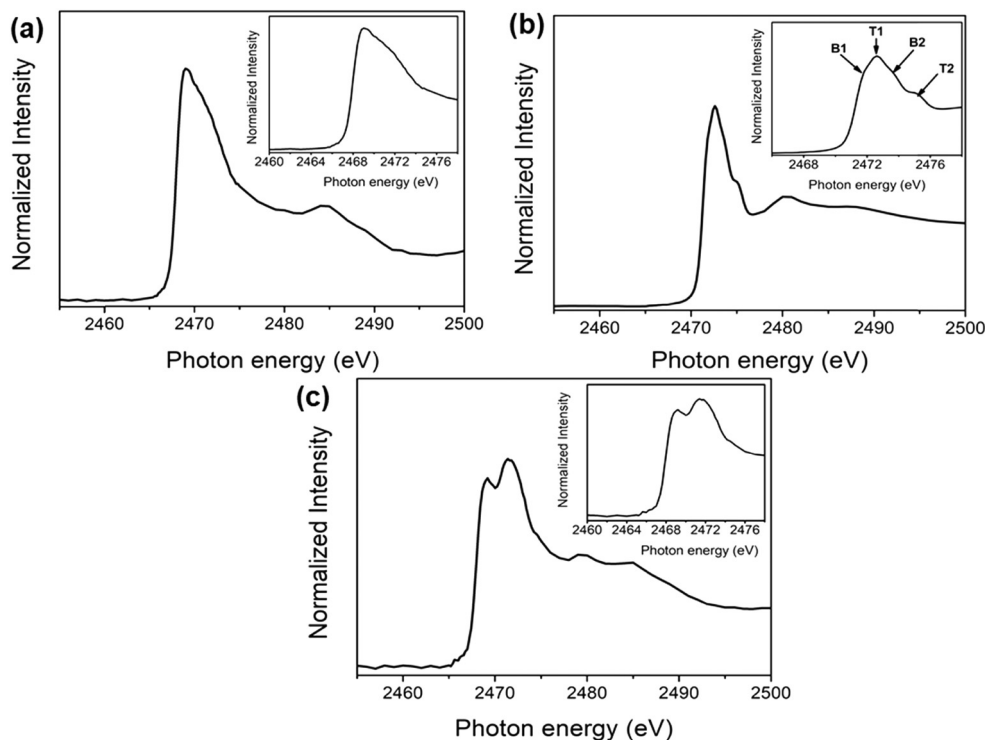 (a)
Normalized Intensity
2460 2470 2480 2490 2500
Photon energy (eV)
Normalized Intensity
2460 2464 2468 2472 2476
Photon energy (eV)
(b)
Normalized Intensity
2460 2470 2480 2490 2500
Photon energy (eV)
Normalized Intensity
B1
T1
B2
T2
2468 2472 2476
Photon energy (eV)
(c)
Normalized Intensity
2460 2470 2480 2490 2500
Photon energy (eV)
Normalized Intensity
2460 2464 2468 2472 2476
Photon energy (eV)